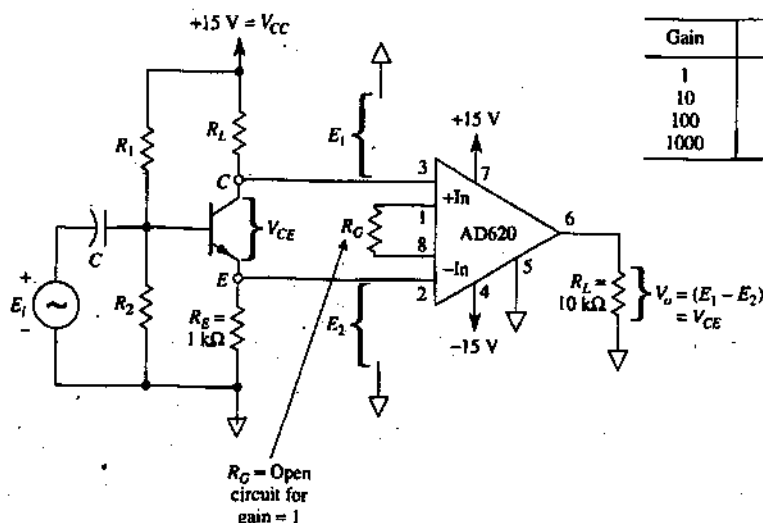 +15 V = V_CC
Gain
1
10
100
1000
R_L
E_1
+15 V
R_1
C
3
7
+In
6
V_CE
R_G
1
8
AD620
–In
5
C
E
2
4
E_i
R_2
R_E =
1 kΩ
E_2
–15 V
R_L =
10 kΩ
V_o = (E_1 – E_2)
= V_CE
+
–
R_G = Open
circuit for
gain = 1